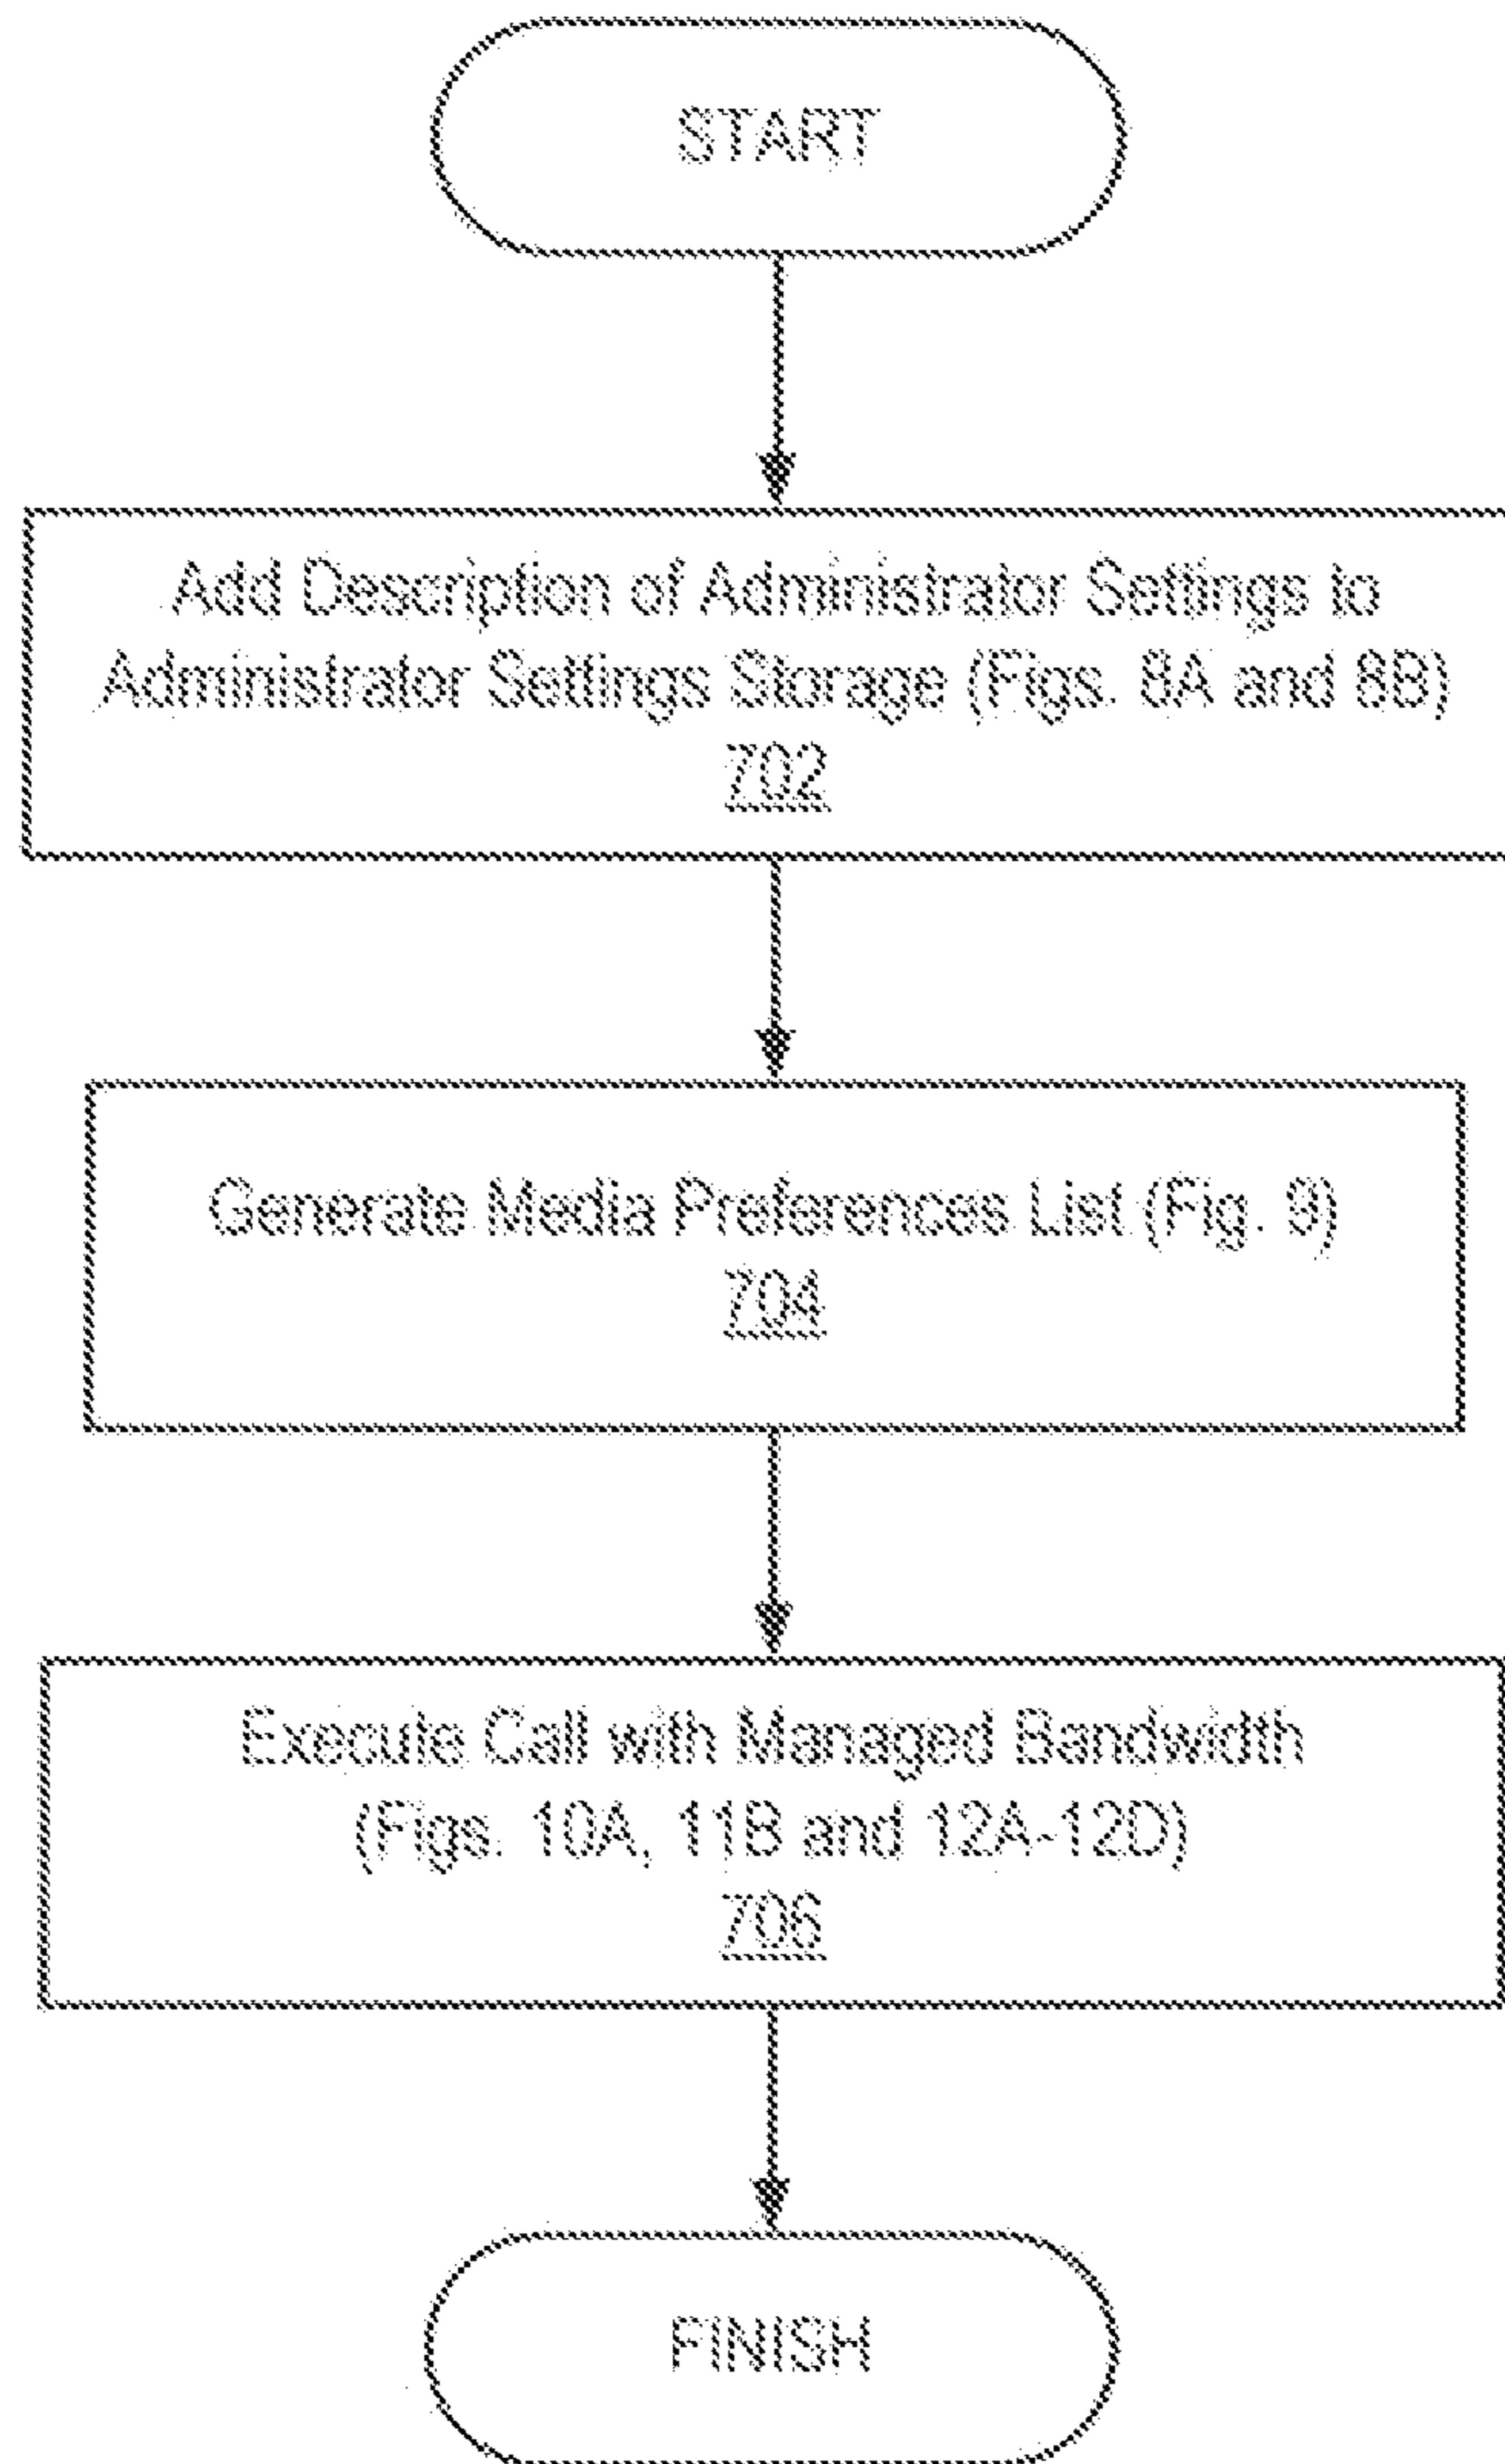 START
Add Description of Administrator Settings to
Administrator Settings Storage (Figs. 8A and 8B)
702
Generate Media Preferences List (Fig. 9)
704
Execute Call with Managed Bandwidth
(Figs. 10A, 11B and 12A-12D)
706
FINISH